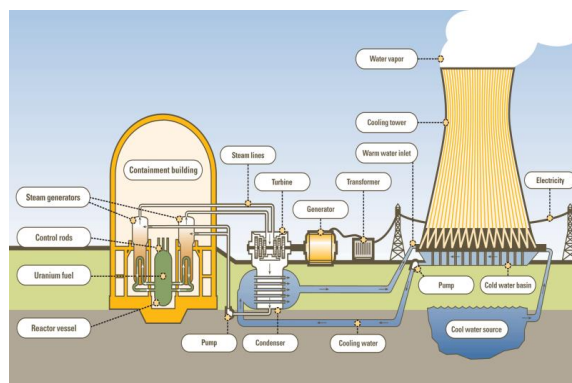 Water vapor
Cooling tower
Warm water inlet
Steam lines
Containment building
Turbine
Transformer
Electricity
Steam generators
Generator
Control rods
Uranium fuel
Pump
Cold water basin
Reactor vessel
Pump
Condenser
Cooling water
Cool water source